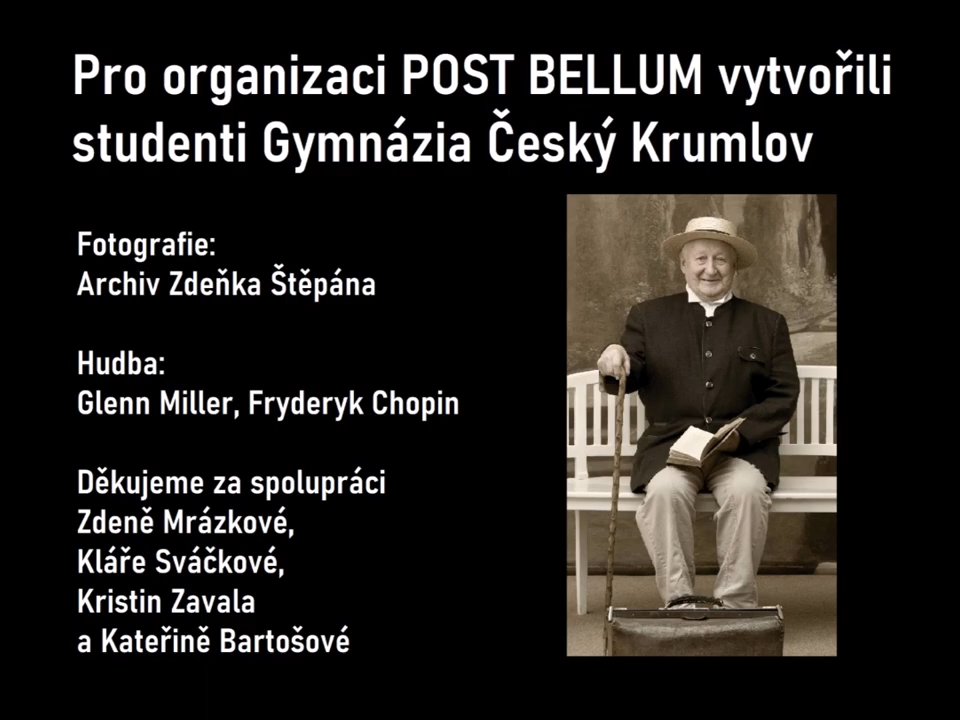 Pro organizaci POST BELLUM vytvořili
studenti Gymnázia Český Krumlov
Fotografie:
Archiv Zdeňka Štěpána
Hudba:
Glenn Miller, Fryderyk Chopin
Děkujeme za spolupráci
Zdeně Mrázkové,
Kláře Sváčkové,
Kristin Zavala
a Kateřině Bartošové